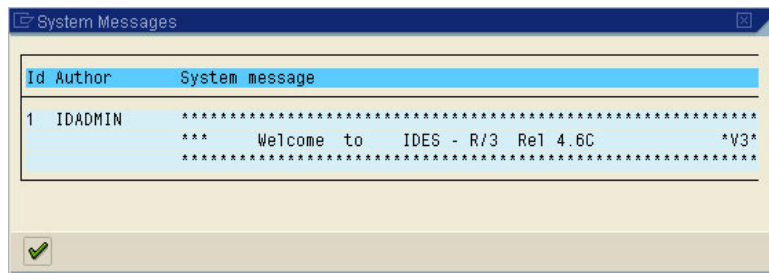 System Messages
Id Author System message
1 IDADMIN ***********************************************************
*** Welcome to IDES - R/3 Rel 4.6C *V3*
***********************************************************